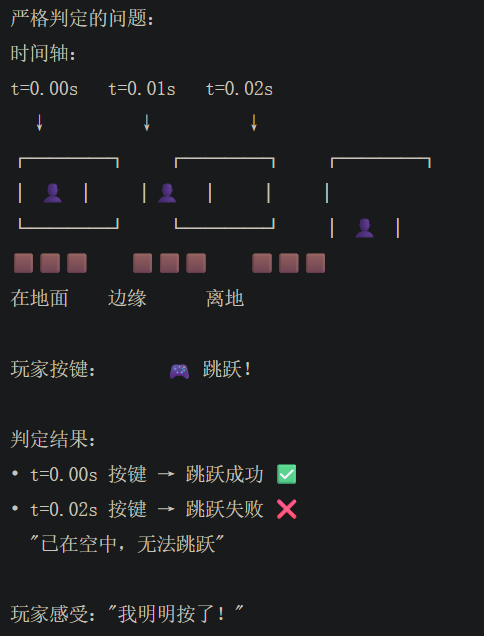 严格判定的问题：
时间轴：
t=0.00s t=0.01s t=0.02s
↓ ↓ ↓
┌────────┐ ┌────────┐ ┌────────┐
│ 👤 │ │ 👤 │ │ │
└────────┘ └────────┘ │ 👤 │
🟫🟫🟫 🟫🟫🟫 🟫🟫🟫
在地面 边缘 离地
玩家按键： 🎮 跳跃！
判定结果：
• t=0.00s 按键 → 跳跃成功 ✅
• t=0.02s 按键 → 跳跃失败 ❌
"已在空中，无法跳跃"
玩家感受："我明明按了！"